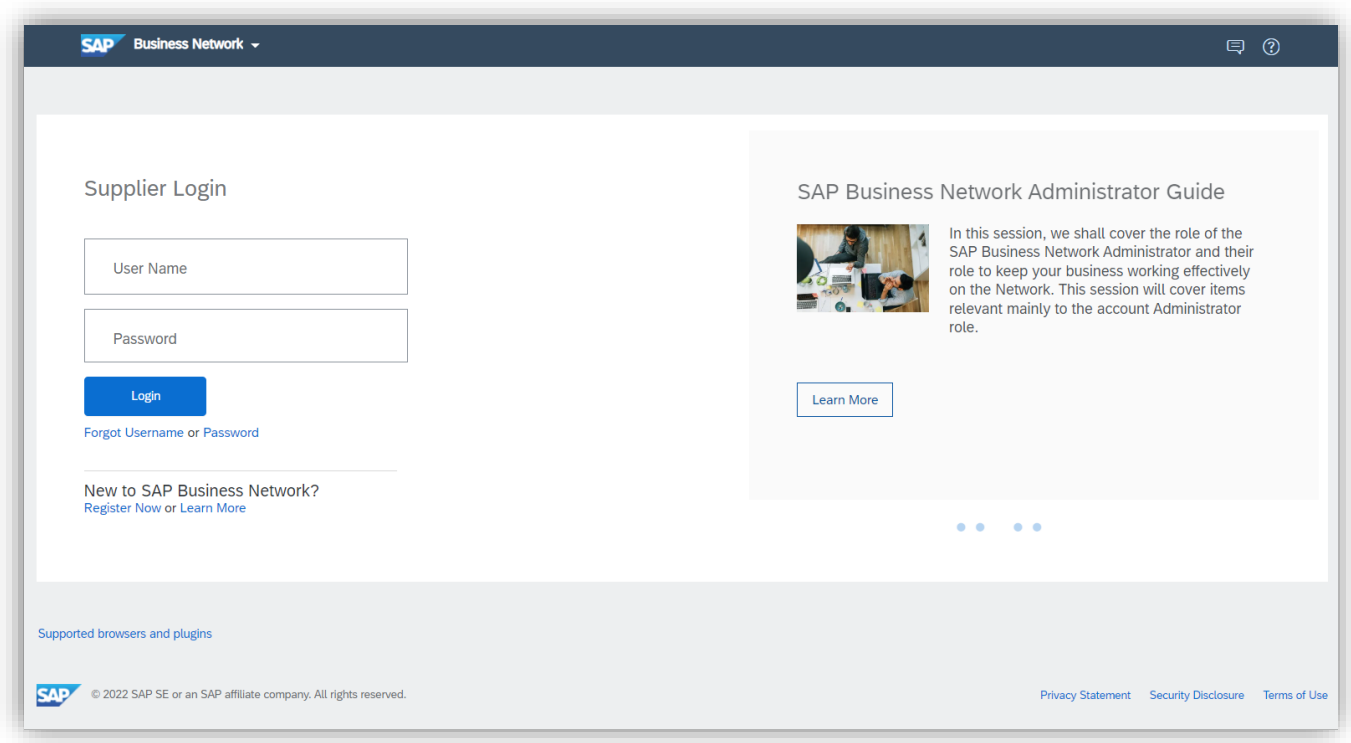 SAP Business Network
Supplier Login
User Name
Password
Login
Forgot Username or Password
New to SAP Business Network?
Register Now or Learn More
SAP Business Network Administrator Guide
In this session, we shall cover the role of the
SAP Business Network Administrator and their
role to keep your business working effectively
on the Network. This session will cover items
relevant mainly to the account Administrator
role.
Learn More
Supported browsers and plugins
SAP © 2022 SAP SE or an SAP affiliate company. All rights reserved.
Privacy Statement Security Disclosure Terms of Use